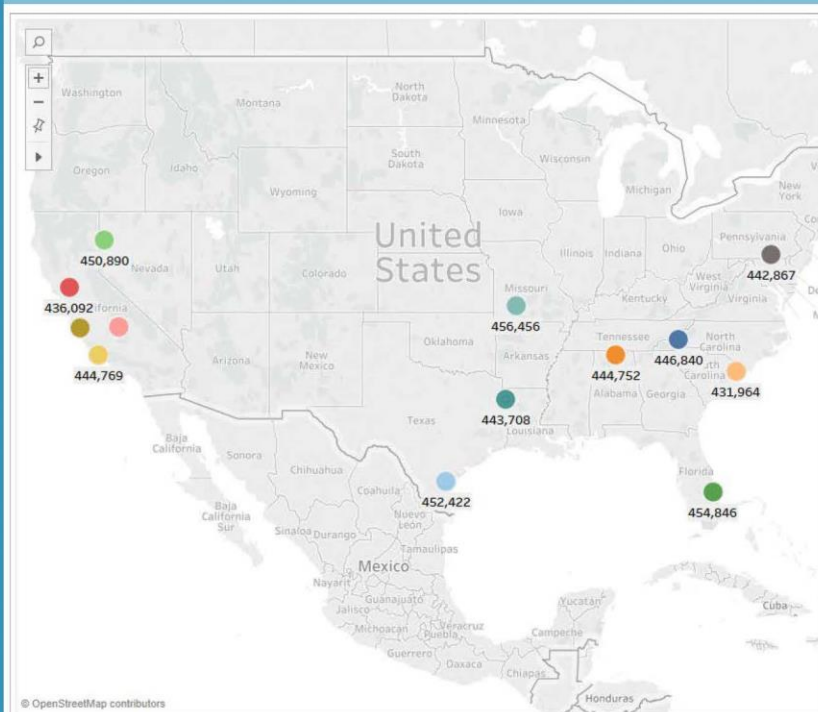 Washington
North
Dakota
Montana
Minnesota
Oregon
Idaho
South
Dakota
Wisconsin
Michigan
Wyoming
New
York
Iowa
United
States
Pennsylvania
450,890
Nevada
Utah
Colorado
Illinois
Indiana
Ohio
442,867
West
Virginia
Missouri
Kentucky
Virginia
436,092
lifornia
456,456
Oklahoma
Tennessee
North
Carolina
446,840
444,769
Arizona
New
Mexico
Arkansas
444,752
uth
Carolina
431,964
Alabama
Georgia
Texas
443,708
Louisiana
Baja
California
Sonora
Chihuahua
Florida
Coahuila
452,422
454,846
Baja
California
Sur
Nuevo
León
Sinaloa
Durango
Tamaulipas
Mexico
Nayarit
Guanajuato
Jalisco
Yucatán
Cuba
Michoacán
Veracruz
Puebla
Campeche
Guerrero
Oaxaca
Chiapas
Honduras
© OpenStreetMap contributors